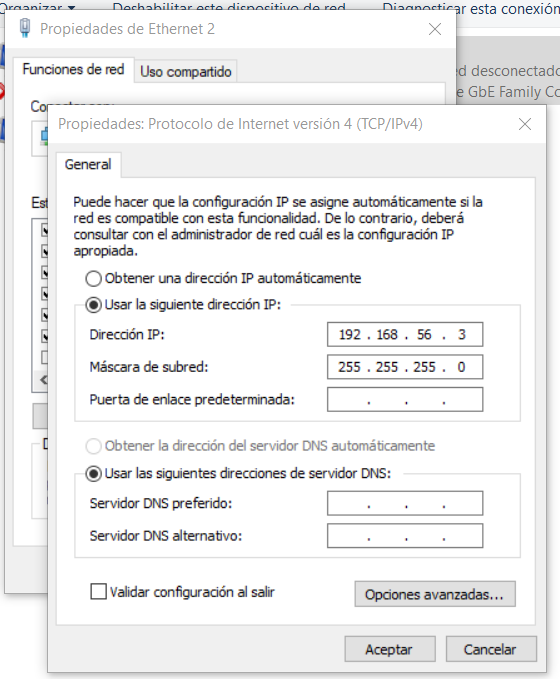 Organizar
Deshabilitar este dispositivo de red
Diagnosticar esta conexión
Propiedades de Ethernet 2
Funciones de red
Uso compartido
ed desconectado
e GbE Family Co
Propiedades: Protocolo de Internet versión 4 (TCP/IPv4)
General
Puede hacer que la configuración IP se asigne automáticamente si la
red es compatible con esta funcionalidad. De lo contrario, deberá
consultar con el administrador de red cuál es la configuración IP
apropiada.
Obtener una dirección IP automáticamente
Usar la siguiente dirección IP:
Dirección IP: 192 . 168 . 56 . 3
Máscara de subred: 255 . 255 . 255 . 0
Puerta de enlace predeterminada: . . .
Obtener la dirección del servidor DNS automáticamente
Usar las siguientes direcciones de servidor DNS:
Servidor DNS preferido: . . .
Servidor DNS alternativo: . . .
Validar configuración al salir
Opciones avanzadas...
Aceptar
Cancelar